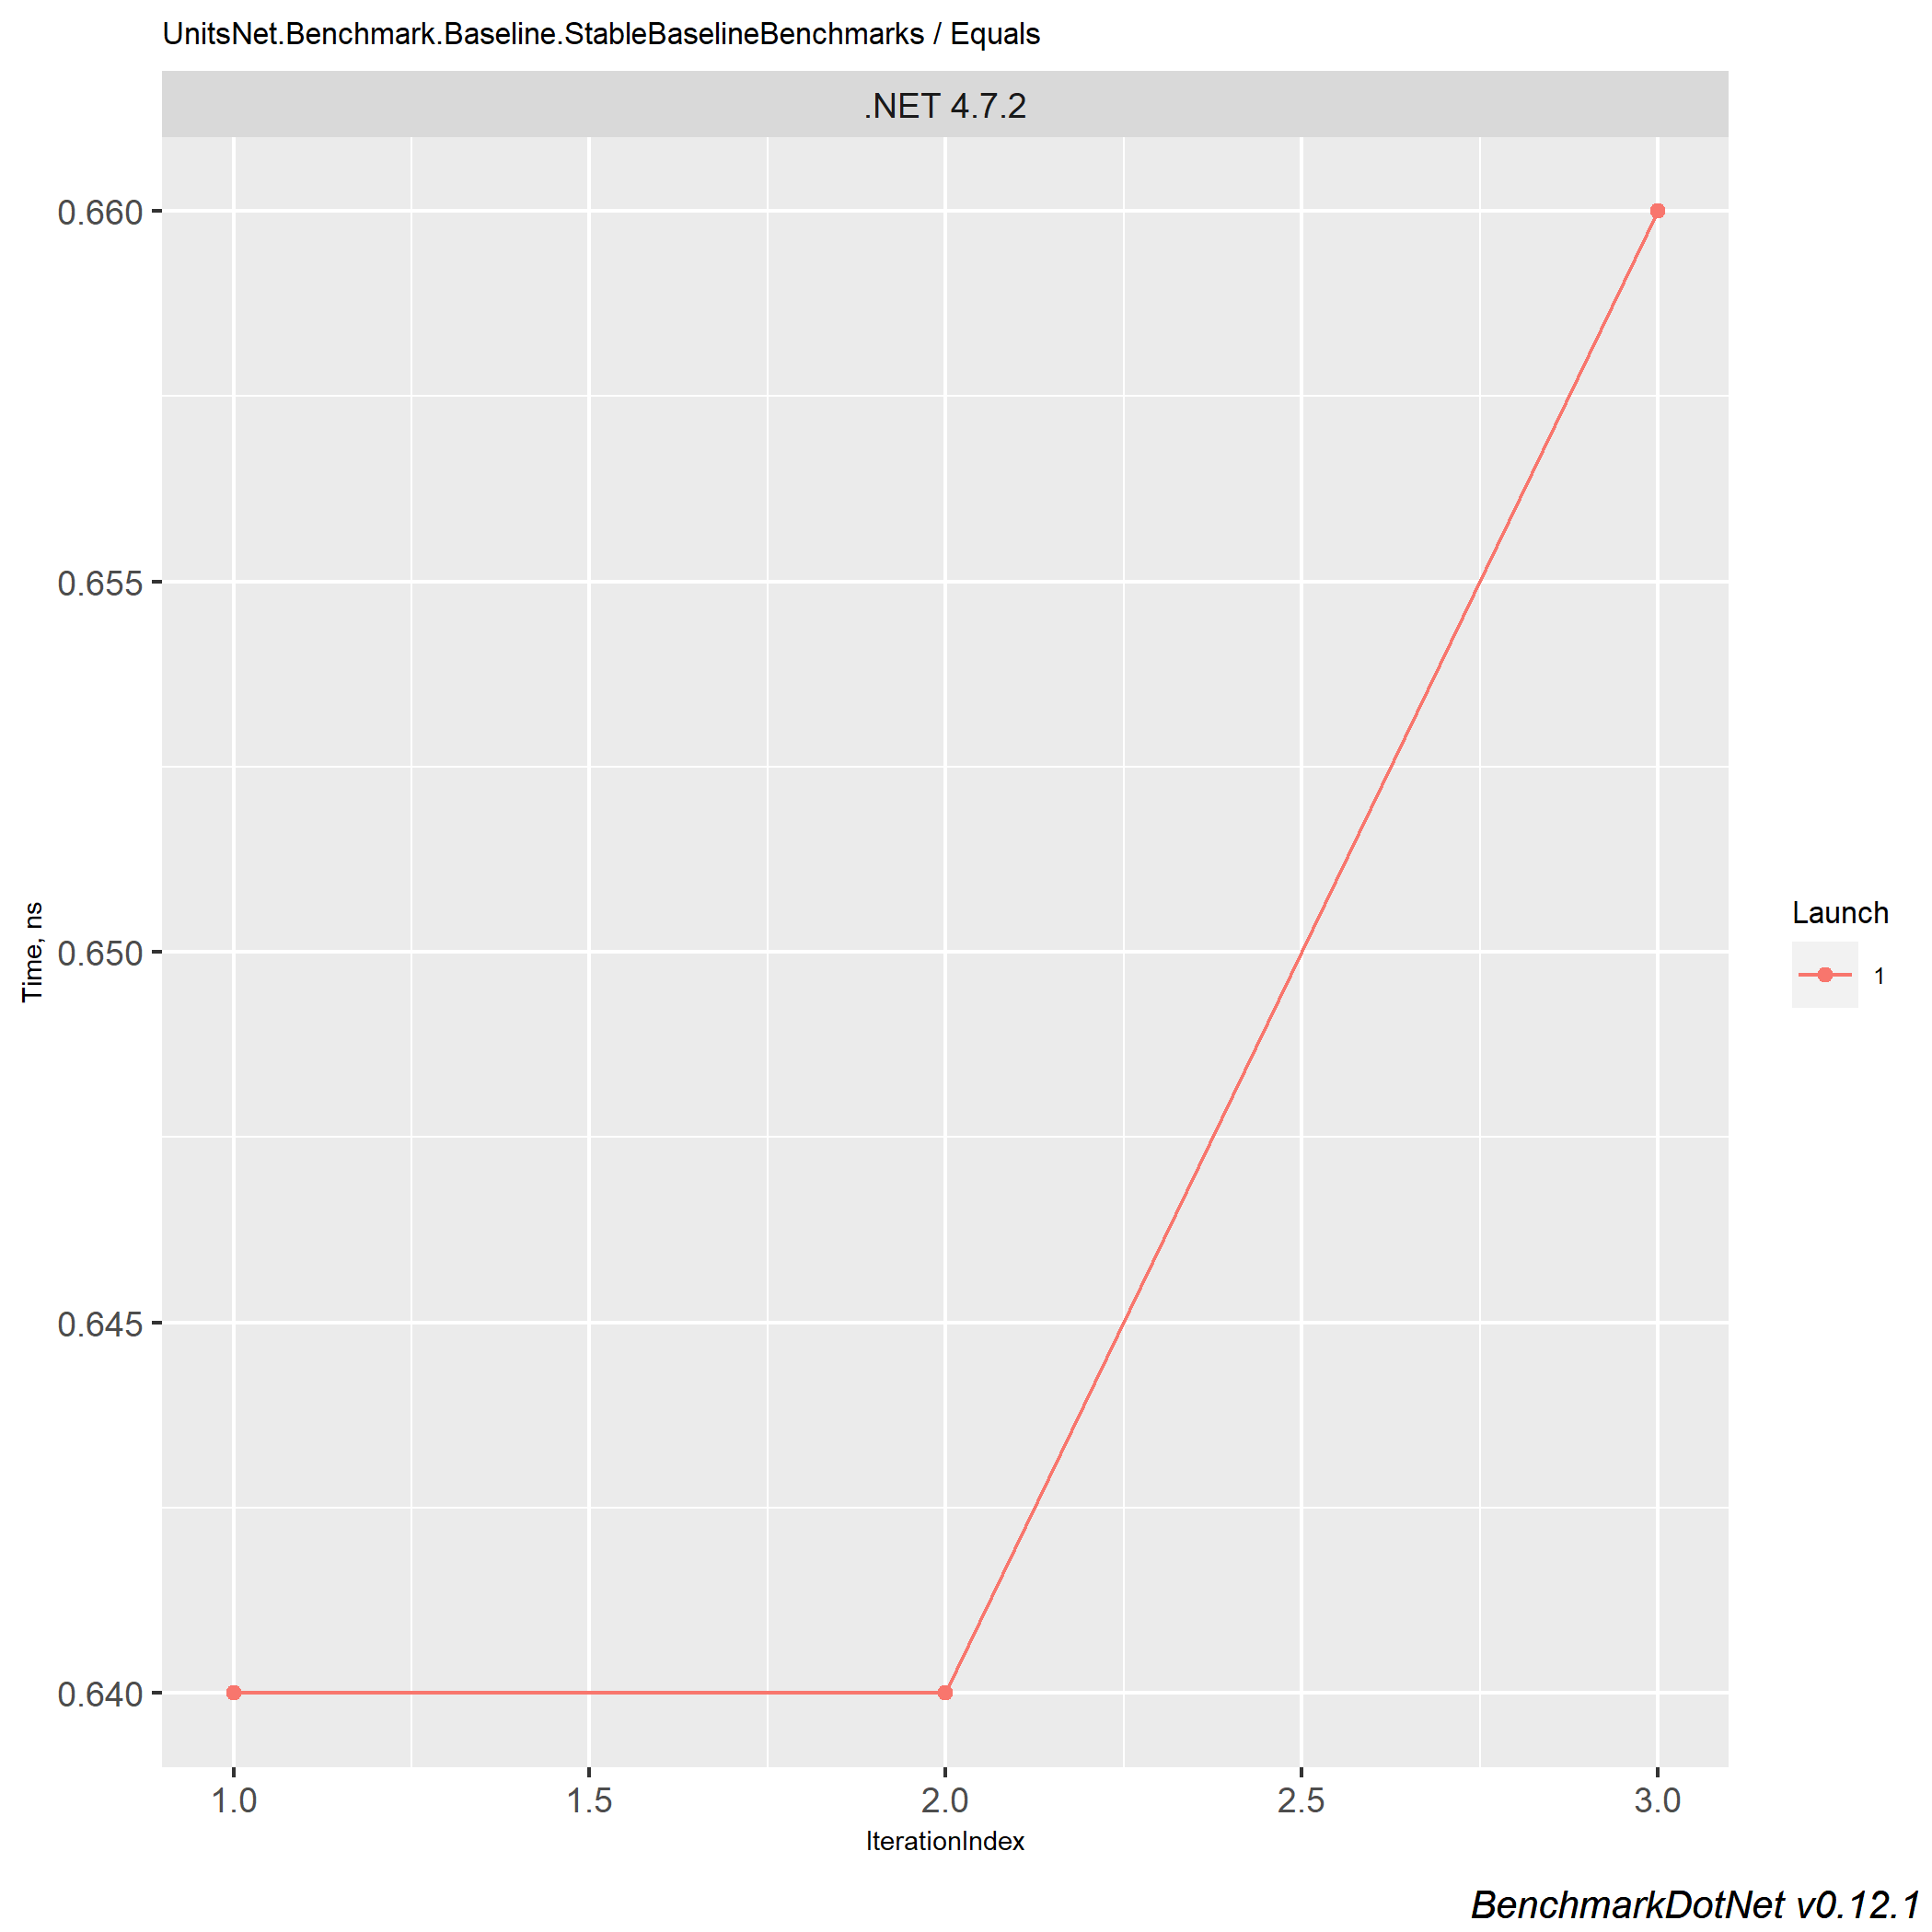 UnitsNet.Benchmark.Baseline.StableBaselineBenchmarks / Equals
.NET 4.7.2
0.660
0.655
0.650
0.645
0.640
Time, ns
1.0 1.5 2.0 2.5 3.0
IterationIndex
Launch
1
BenchmarkDotNet v0.12.1